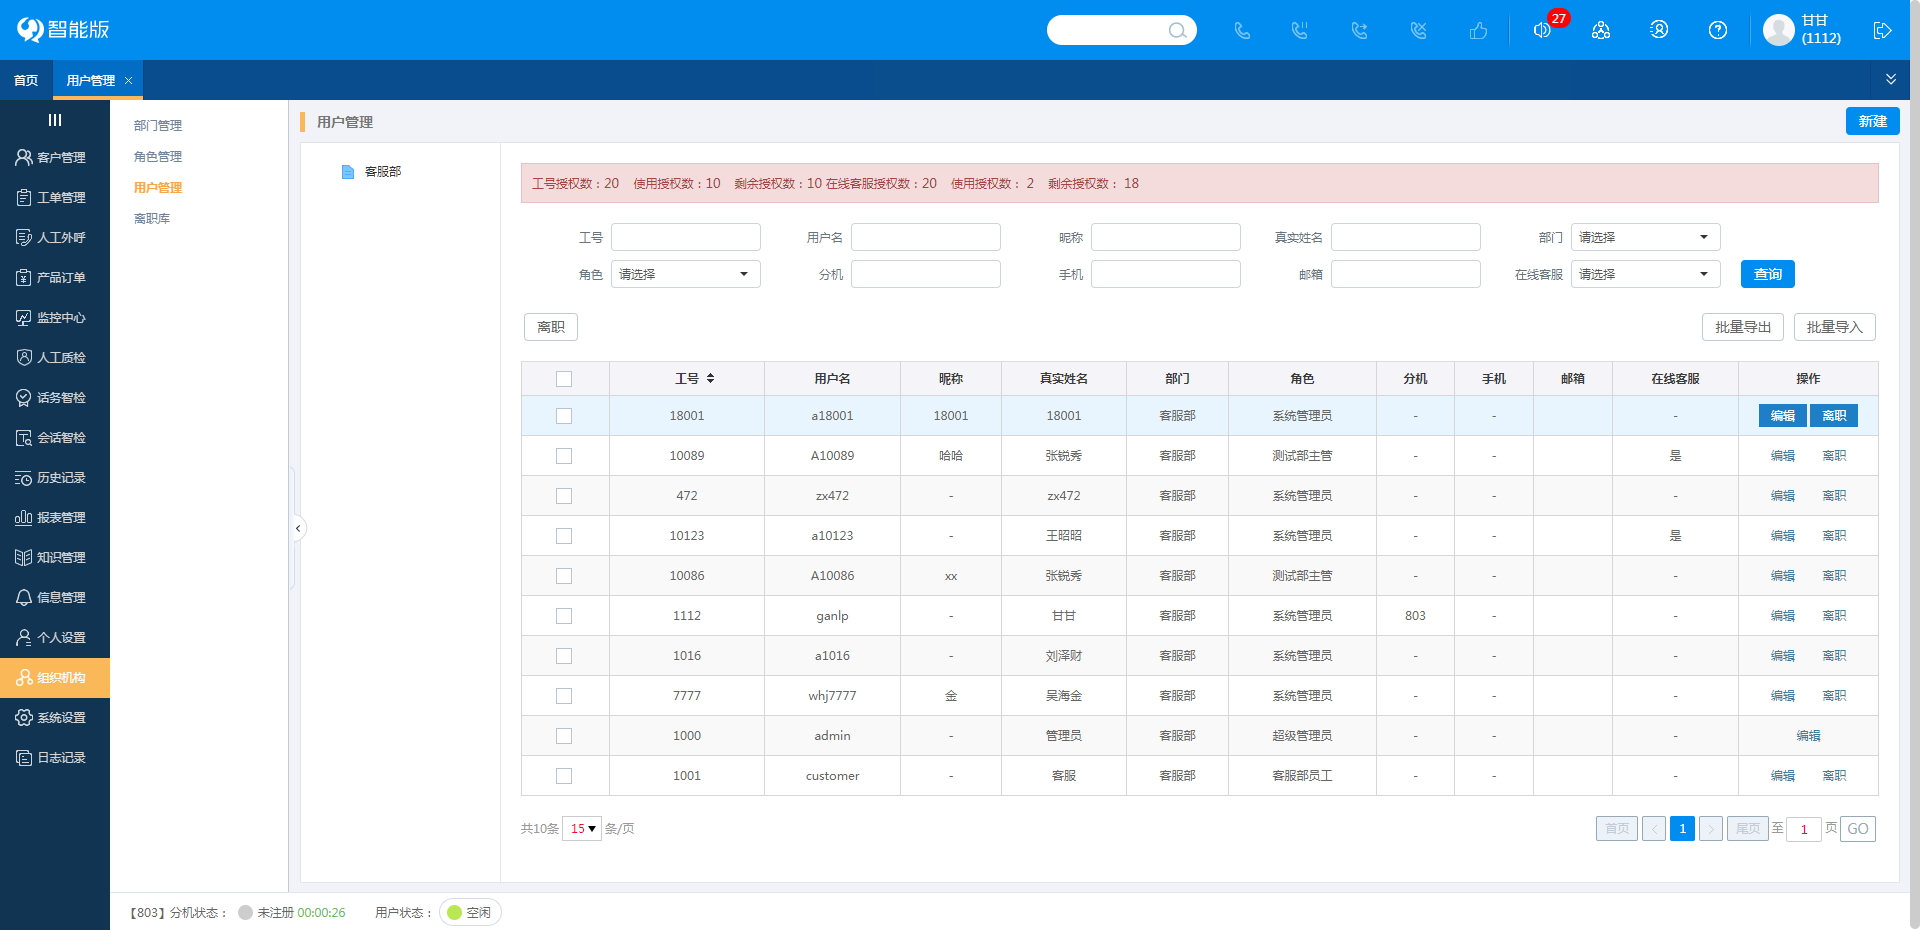 智能版
27
甘甘
(1112)
首页
用户管理
客户管理
工单管理
人工外呼
产品订单
监控中心
人工质检
话务智检
会话智检
历史记录
报表管理
知识管理
信息管理
个人设置
组织机构
系统设置
日志记录
部门管理
角色管理
用户管理
离职库
用户管理
新建
客服部
工号授权数：20 使用授权数：10 剩余授权数：10 在线客服授权数：20 使用授权数： 2 剩余授权数： 18
工号 用户名 昵称 真实姓名 部门 请选择
角色 请选择 分机 手机 邮箱 在线客服 请选择 查询
离职 批量导出 批量导入
工号 用户名 昵称 真实姓名 部门 角色 分机 手机 邮箱 在线客服 操作
18001 a18001 18001 18001 客服部 系统管理员 - - - 编辑 离职
10089 A10089 哈哈 张锐秀 客服部 测试部主管 - - 是 编辑 离职
472 zx472 - zx472 客服部 系统管理员 - - - 编辑 离职
10123 a10123 - 王昭昭 客服部 系统管理员 - - 是 编辑 离职
10086 A10086 xx 张锐秀 客服部 测试部主管 - - - 编辑 离职
1112 ganlp - 甘甘 客服部 系统管理员 803 - - 编辑 离职
1016 a1016 - 刘泽财 客服部 系统管理员 - - - 编辑 离职
7777 whj7777 金 吴海金 客服部 系统管理员 - - - 编辑 离职
1000 admin - 管理员 客服部 超级管理员 - - - 编辑
1001 customer - 客服 客服部 客服部员工 - - - 编辑 离职
共10条 15 条/页 首页 < 1 > 尾页 至 1 页 GO
【803】分机状态： 未注册 00:00:26 用户状态： 空闲